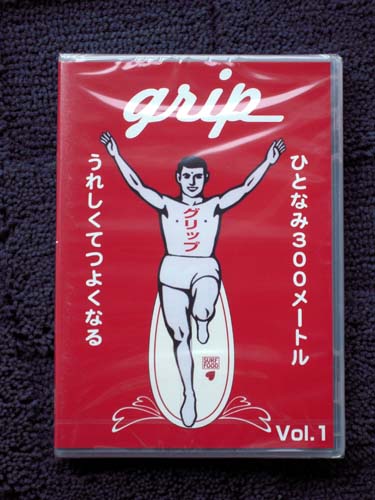 grip
ひとなみ300メートル
うれしくてつよくなる
グリップ
SURF
FOOD
Vol.1